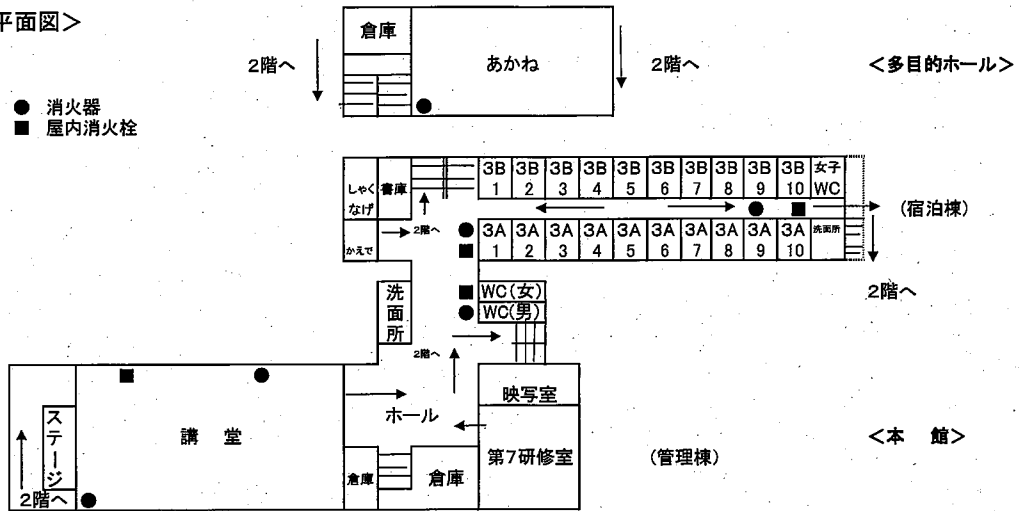 平面図＞
倉庫
2階へ
あかね
2階へ
＜多目的ホール＞
● 消火器
■ 屋内消火栓
しゃく
なげ
書庫
3B
1
3B
2
3B
3
3B
4
3B
5
3B
6
3B
7
3B
8
3B
9
3B
10
女子
WC
(宿泊棟)
かえで
2階へ
3A
1
3A
2
3A
3
3A
4
3A
5
3A
6
3A
7
3A
8
3A
9
3A
10
洗面所
2階へ
洗
面
所
WC(女)
WC(男)
2階へ
映写室
ホール
ステージ
講 堂
第7研修室
(管理棟)
＜本 館＞
倉庫
倉庫
2階へ